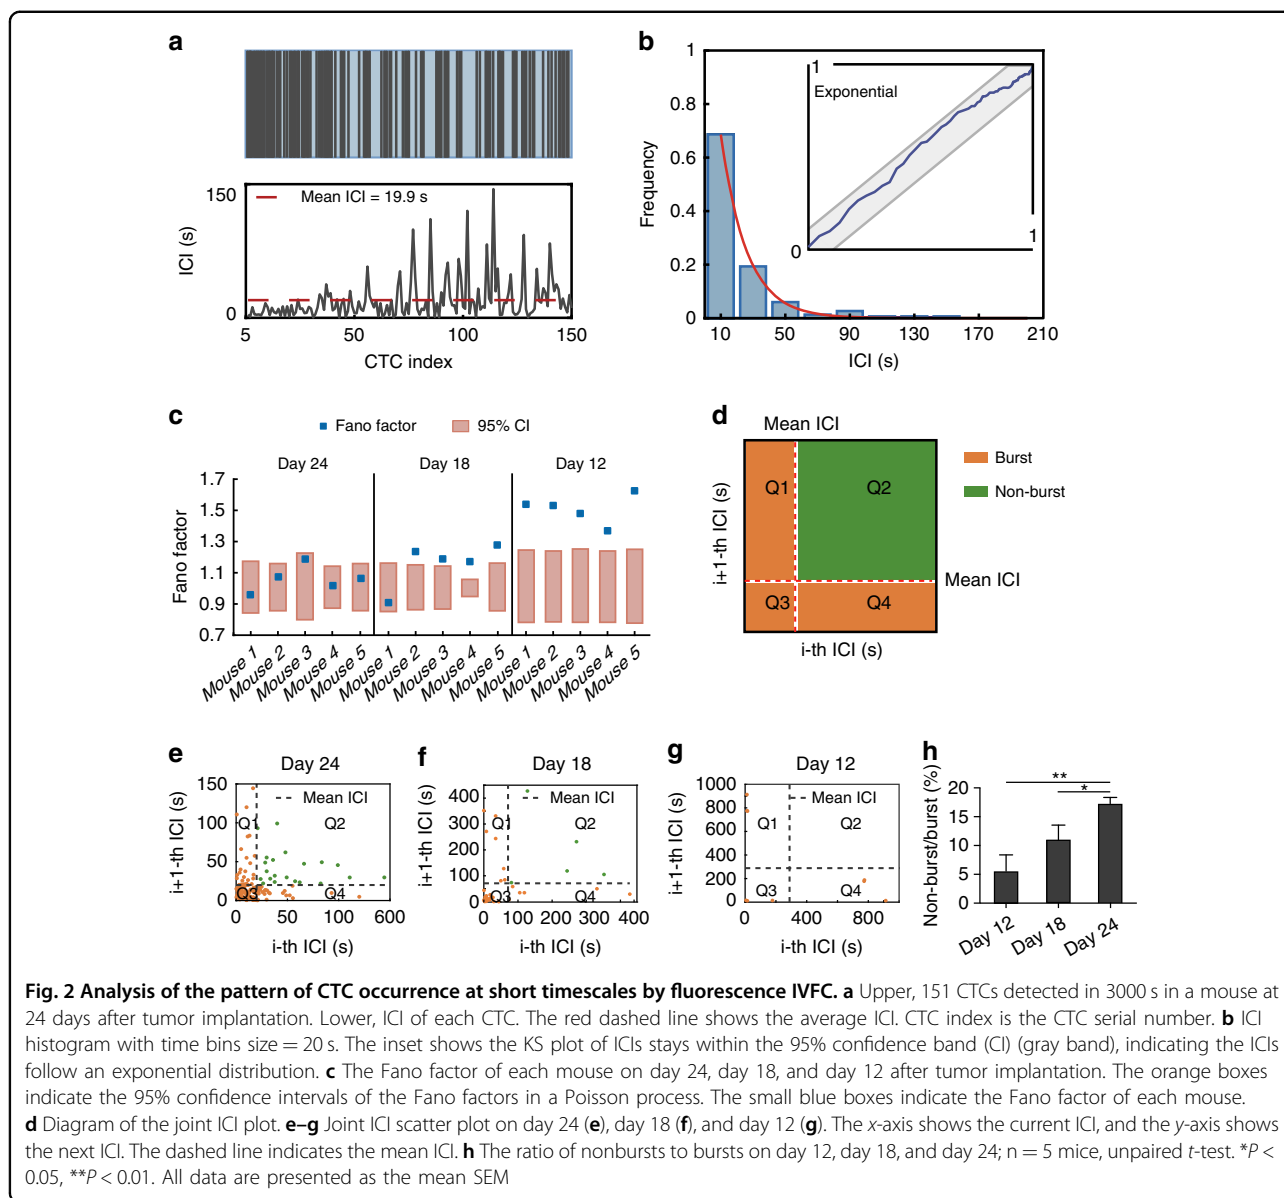 a
150
ICI (s)
0
Mean ICI = 19.9 s
5 50 100 150
CTC index
b
1
0.8
0.6
0.4
0.2
0
Frequency
1
Exponential
0
1
10 50 90 130 170 210
ICI (s)
c
Fano factor 95% CI
Day 24 Day 18 Day 12
1.7
1.5
1.3
1.1
0.9
0.7
Fano factor
Mouse 1 Mouse 2 Mouse 3 Mouse 4 Mouse 5 Mouse 1 Mouse 2 Mouse 3 Mouse 4 Mouse 5 Mouse 1 Mouse 2 Mouse 3 Mouse 4 Mouse 5
d
Mean ICI
Q1 Q2
Q3 Q4
Mean ICI
i+1-th ICI (s)
i-th ICI (s)
Burst
Non-burst
e
Day 24
150
100
50
0
i+1-th ICI (s)
Mean ICI
Q1 Q2
Q3 Q4
0 50 100 600
i-th ICI (s)
f
Day 18
400
300
200
100
0
i+1-th ICI (s)
Mean ICI
Q1 Q2
Q3 Q4
0 100 200 300 400
i-th ICI (s)
g
Day 12
1000
800
600
400
200
0
i+1-th ICI (s)
Mean ICI
Q1 Q2
Q3 Q4
0 400 800
i-th ICI (s)
h
Non-burst/burst (%)
20
15
10
5
0
**
*
Day 12 Day 18 Day 24
Fig. 2 Analysis of the pattern of CTC occurrence at short timescales by fluorescence IVFC. a Upper, 151 CTCs detected in 3000 s in a mouse at
24 days after tumor implantation. Lower, ICI of each CTC. The red dashed line shows the average ICI. CTC index is the CTC serial number. b ICI
histogram with time bins size = 20 s. The inset shows the KS plot of ICIs stays within the 95% confidence band (CI) (gray band), indicating the ICIs
follow an exponential distribution. c The Fano factor of each mouse on day 24, day 18, and day 12 after tumor implantation. The orange boxes
indicate the 95% confidence intervals of the Fano factors in a Poisson process. The small blue boxes indicate the Fano factor of each mouse.
d Diagram of the joint ICI plot. e–g Joint ICI scatter plot on day 24 (e), day 18 (f), and day 12 (g). The x-axis shows the current ICI, and the y-axis shows
the next ICI. The dashed line indicates the mean ICI. h The ratio of nonbursts to bursts on day 12, day 18, and day 24; n = 5 mice, unpaired t-test. *P <
0.05, **P < 0.01. All data are presented as the mean SEM